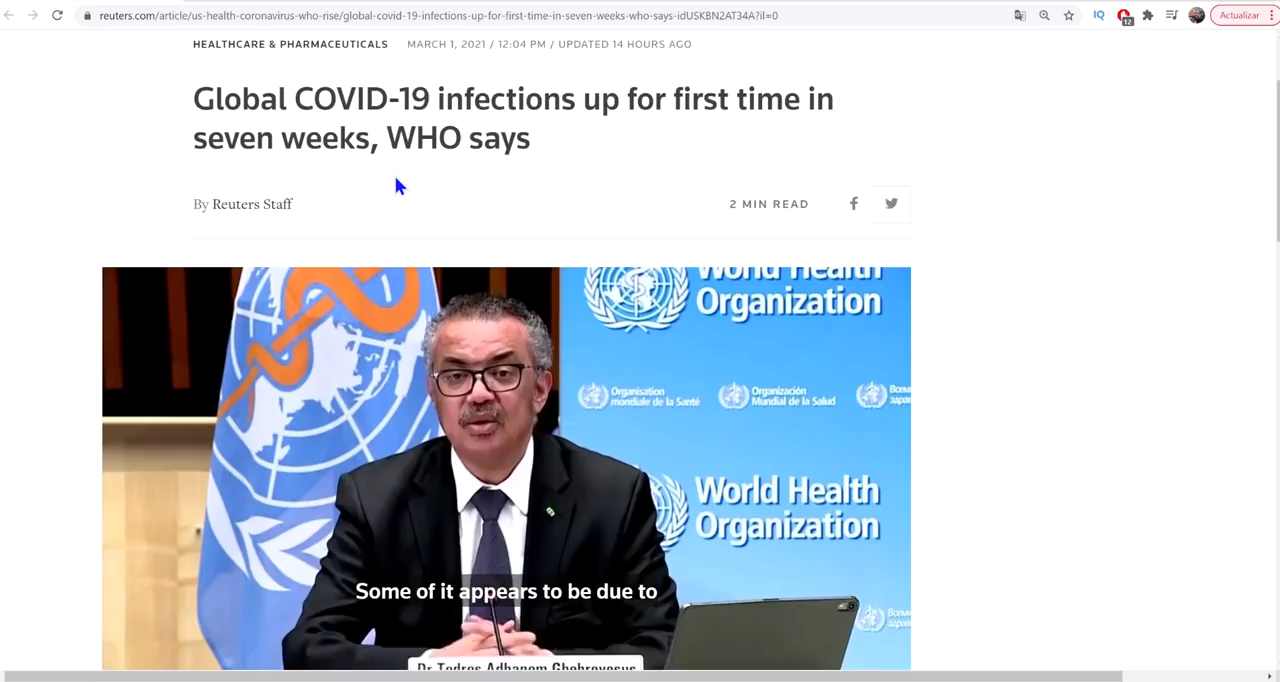 reuters.com/article/us-health-coronavirus-who-rise/global-covid-19-infections-up-for-first-time-in-seven-weeks-who-says-idUSKBN2AT34A?il=0
IQ
12
Actualizar
HEALTHCARE & PHARMACEUTICALS MARCH 1, 2021 / 12:04 PM / UPDATED 14 HOURS AGO
Global COVID-19 infections up for first time in
seven weeks, WHO says
By Reuters Staff
2 MIN READ
World Health
Organization
Organisation
mondiale de la Santé
Organización
Mundial de la Salud
World Health
Organization
Some of it appears to be due to
Dr Tedros Adhanom Ghebreyesus